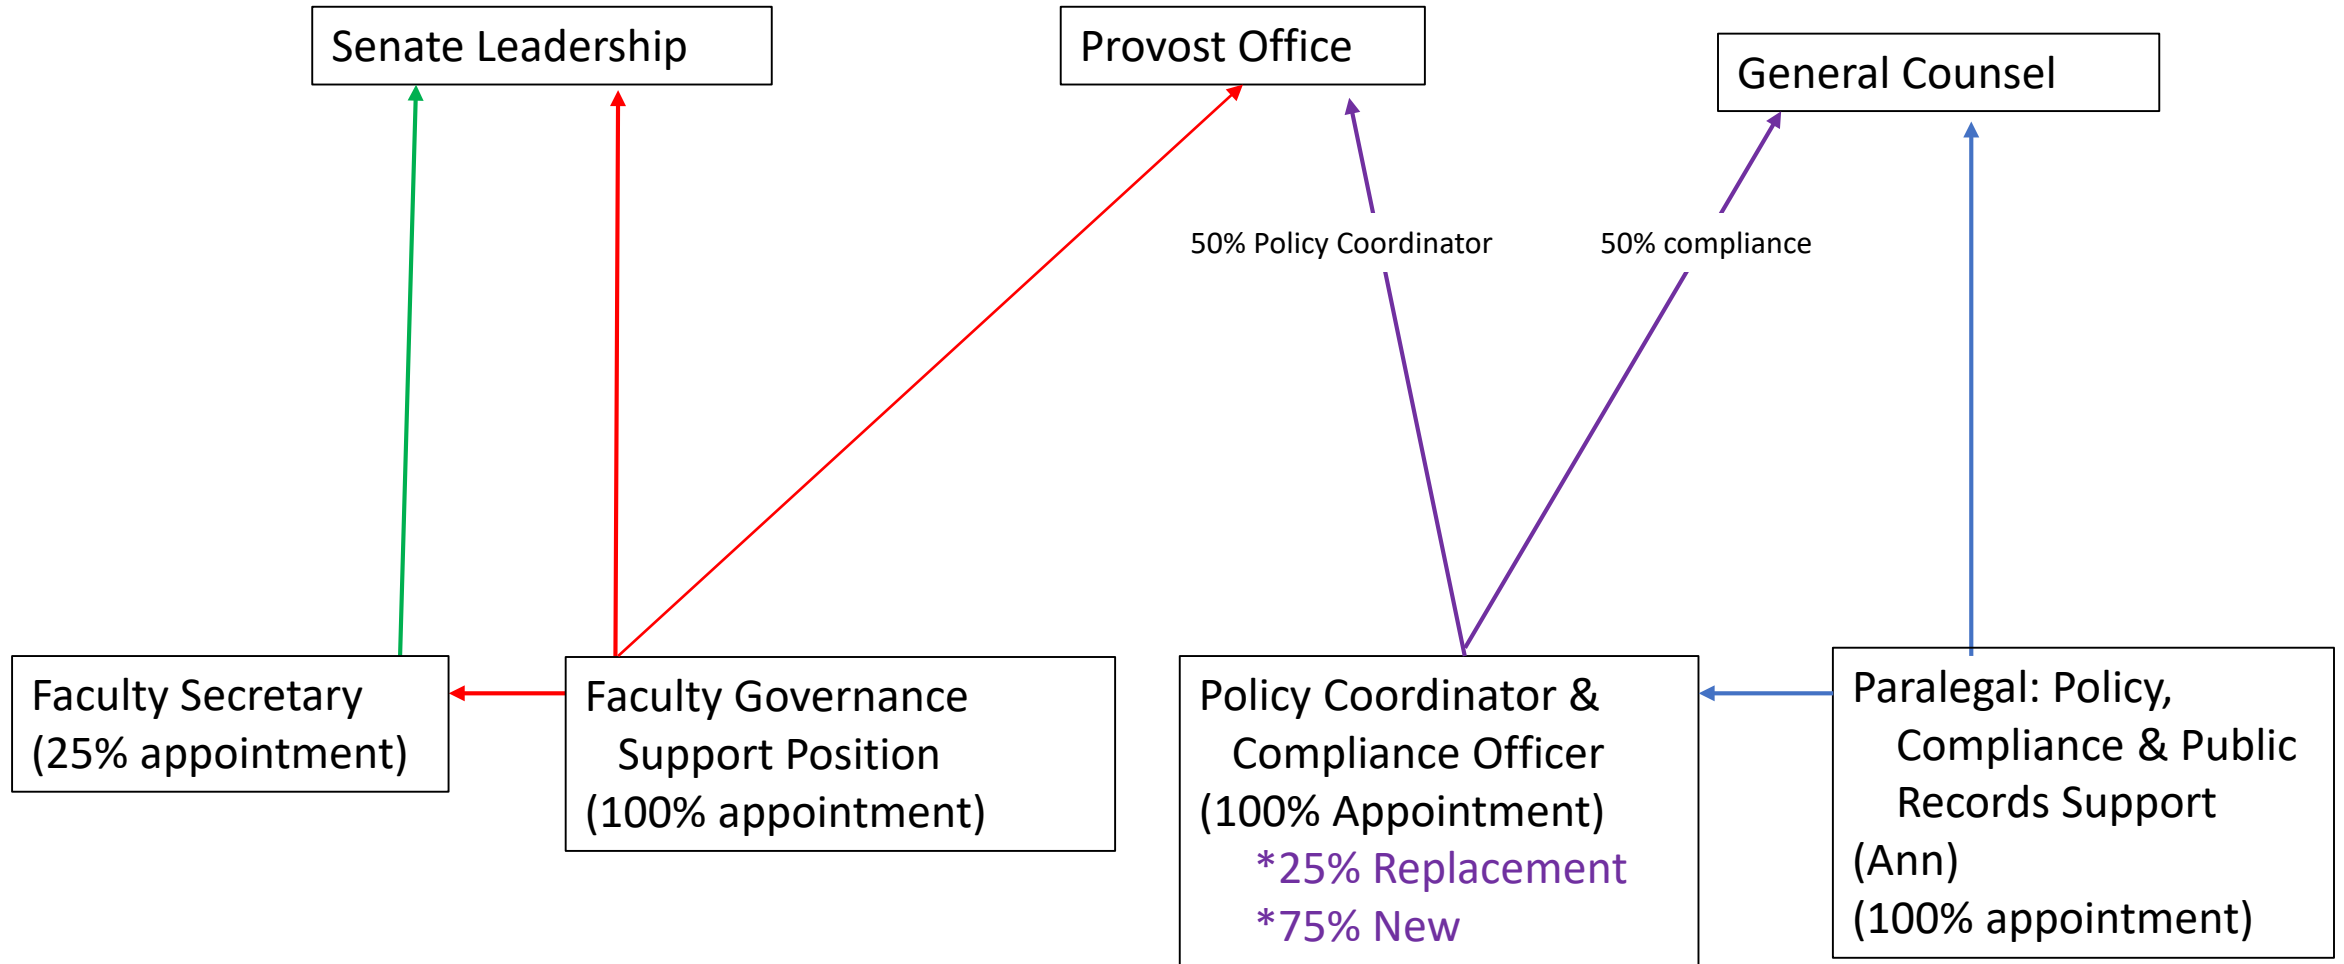 Senate Leadership
Provost Office
General Counsel
50% Policy Coordinator
50% compliance
Faculty Secretary
(25% appointment)
Faculty Governance
Support Position
(100% appointment)
Policy Coordinator &
Compliance Officer
(100% Appointment)
*25% Replacement
*75% New
Paralegal: Policy,
Compliance & Public
Records Support
(Ann)
(100% appointment)